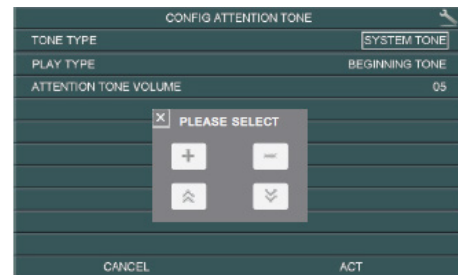 CONFIG ATTENTION TONE
TONE TYPE SYSTEM TONE
PLAY TYPE BEGINNING TONE
ATTENTION TONE VOLUME 05
PLEASE SELECT
CANCEL ACT